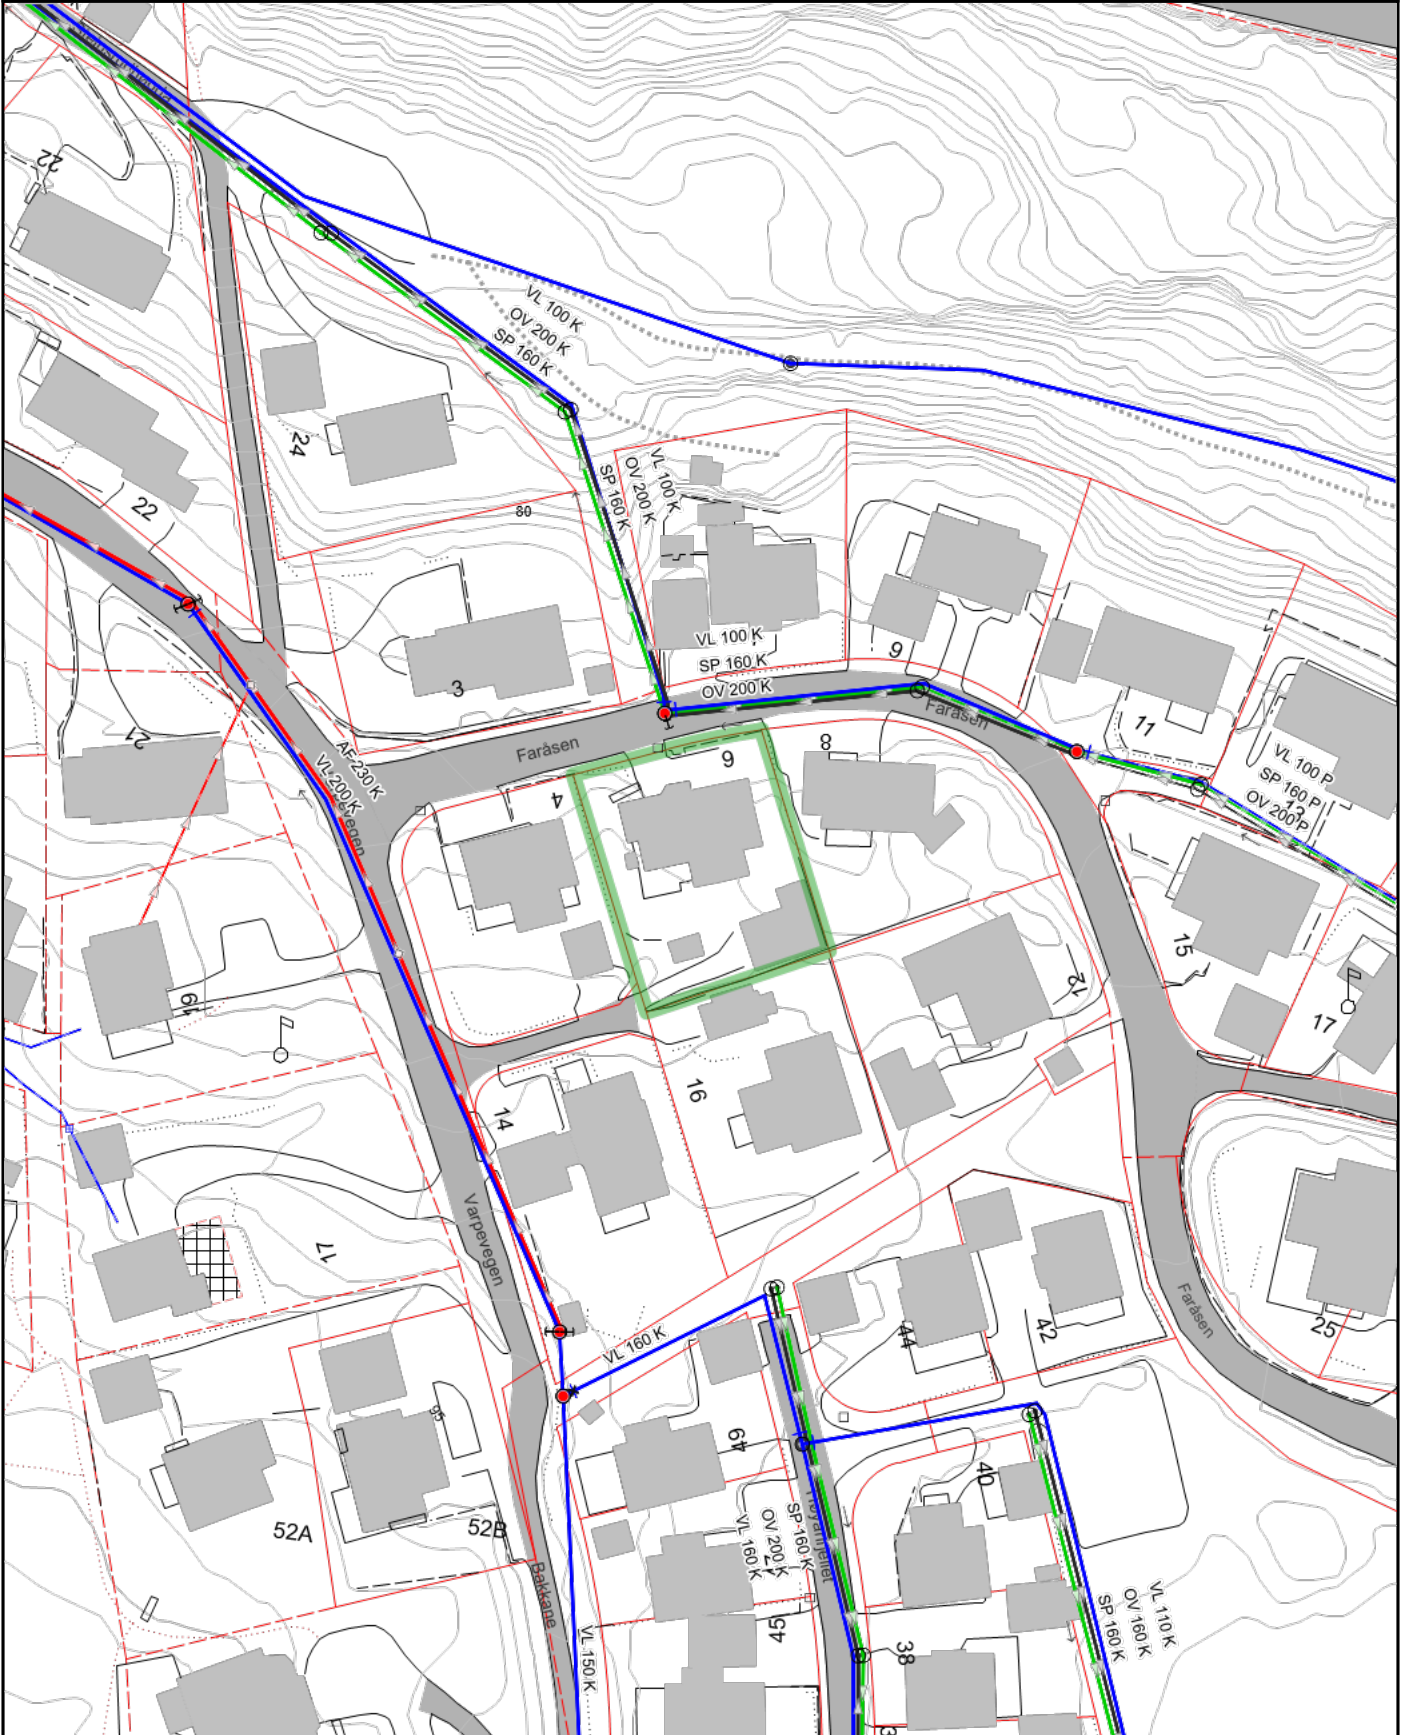 22
24
VL 100 K
OV 200 K
SP 160 K
22
80
VL 100 K
OV 200 K
SP 160 K
3
VL 100 K
SP 160 K
OV 200 K
9
Faråsen
Faråsen
11
VL 100 P
SP 160 P
OV 200 P
13
21
AF 230 K
VL 200 K
4
6
8
12
15
17
19
14
16
Varpevegen
17
VL 160 K
44
42
Faråsen
25
95
52A
52B
49
40
SP 160 K
OV 200 K
VL 160 K
Bakkane
VL 150 K
45
38
VL 110 K
OV 160 K
SP 160 K